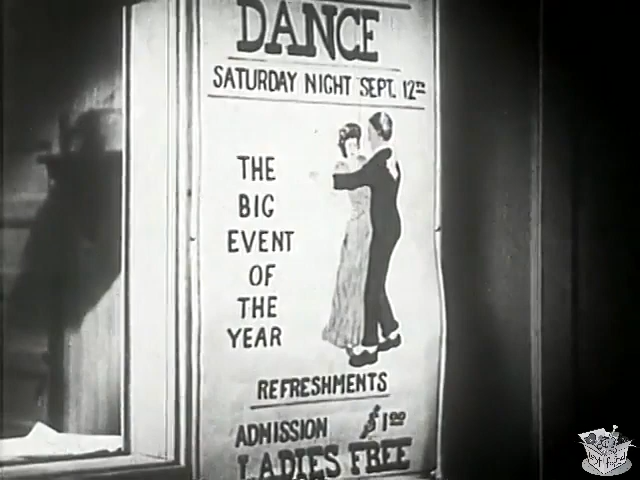 DANCE
SATURDAY NIGHT SEPT. 12TH
THE
BIG
EVENT
OF
THE
YEAR
REFRESHMENTS
ADMISSION $1.00
LADIES FREE